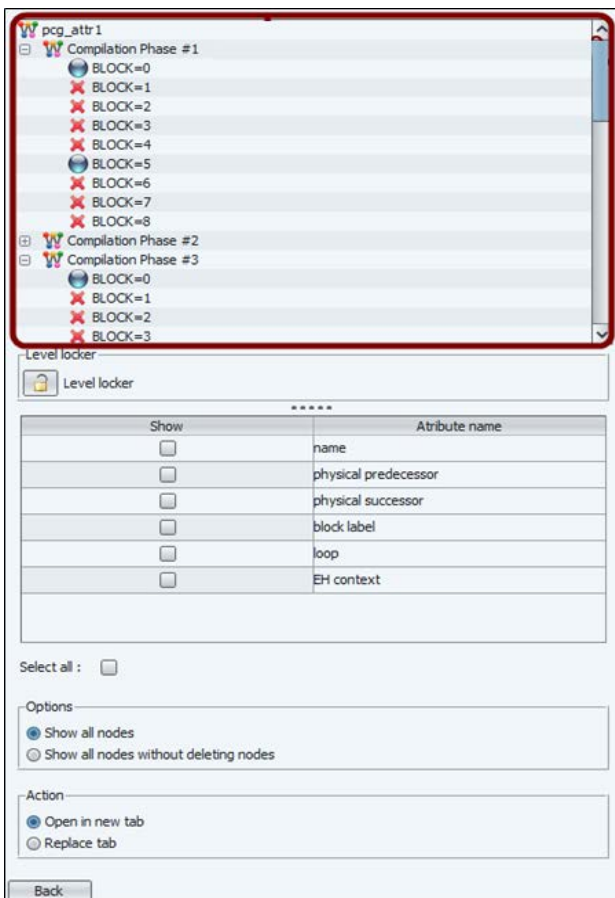 pcg_attr1
Compilation Phase #1
BLOCK=0
BLOCK=1
BLOCK=2
BLOCK=3
BLOCK=4
BLOCK=5
BLOCK=6
BLOCK=7
BLOCK=8
Compilation Phase #2
Compilation Phase #3
BLOCK=0
BLOCK=1
BLOCK=2
BLOCK=3
Level locker
Level locker
Show Atribute name
name
physical predecessor
physical successor
block label
loop
EH context
Select all :
Options
Show all nodes
Show all nodes without deleting nodes
Action
Open in new tab
Replace tab
Back